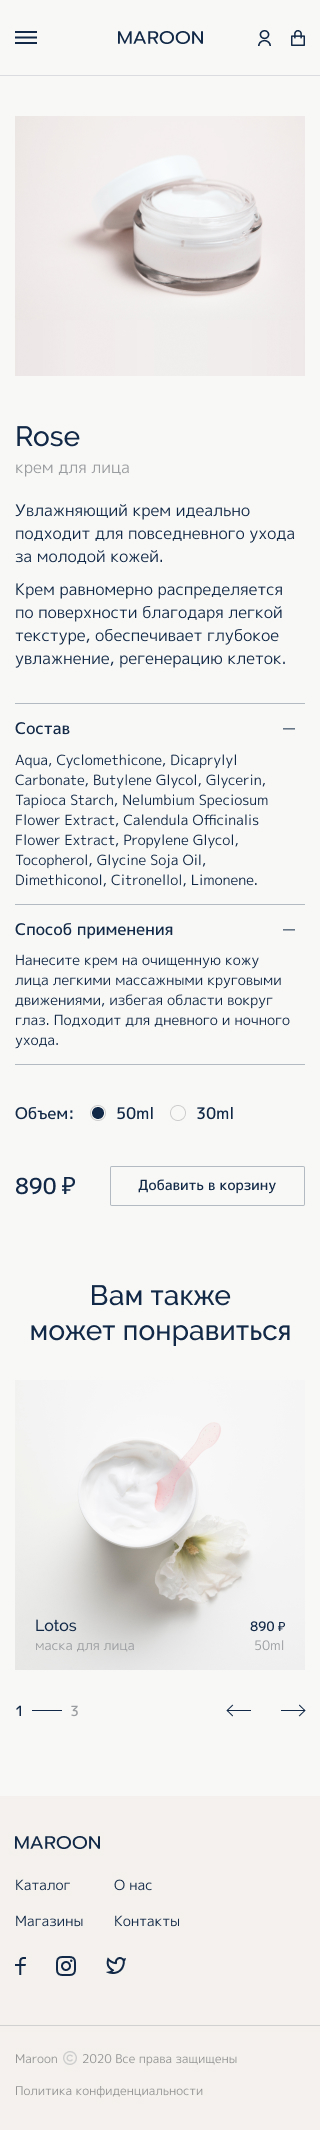 MAROON
Rose
крем для лица
Увлажняющий крем идеально
подходит для повседневного ухода
за молодой кожей.
Крем равномерно распределяется
по поверхности благодаря легкой
текстуре, обеспечивает глубокое
увлажнение, регенерацию клеток.
Состав
Aqua, Cyclomethicone, Dicaprylyl
Carbonate, Butylene Glycol, Glycerin,
Tapioca Starch, Nelumbium Speciosum
Flower Extract, Calendula Officinalis
Flower Extract, Propylene Glycol,
Tocopherol, Glycine Soja Oil,
Dimethiconol, Citronellol, Limonene.
Способ применения
Нанесите крем на очищенную кожу
лица легкими массажными круговыми
движениями, избегая области вокруг
глаз. Подходит для дневного и ночного
ухода.
Объем: 50ml 30ml
890 ₽ Добавить в корзину
Вам также
может понравиться
Lotos 890 ₽
маска для лица 50ml
1 3
MAROON
Каталог О нас
Магазины Контакты
Maroon © 2020 Все права защищены
Политика конфиденциальности